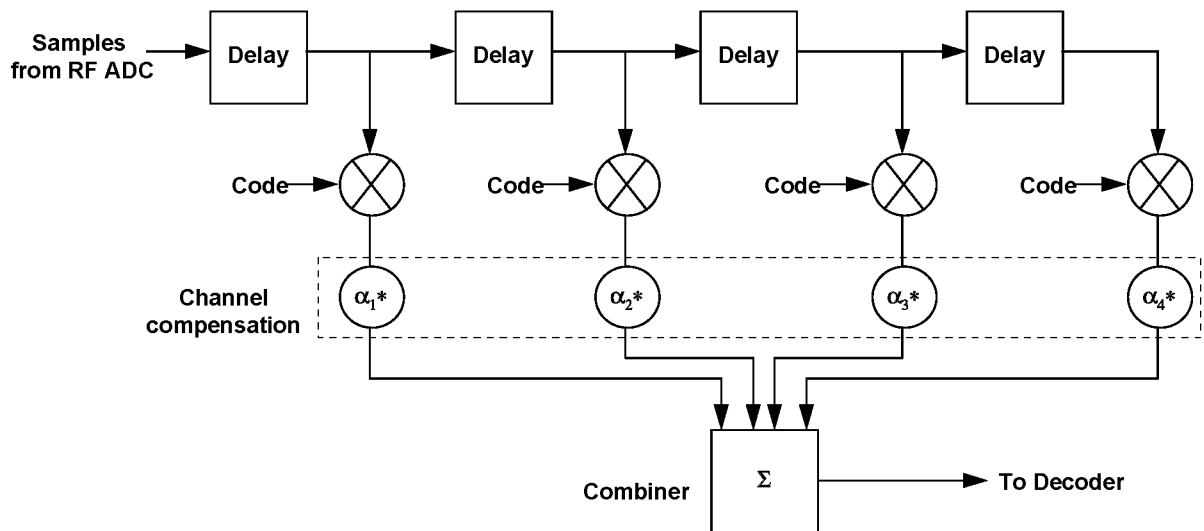 Samples
from RF ADC
Delay
Delay
Delay
Delay
Code
Code
Code
Code
Channel
compensation
α₁*
α₂*
α₃*
α₄*
Combiner
Σ
To Decoder